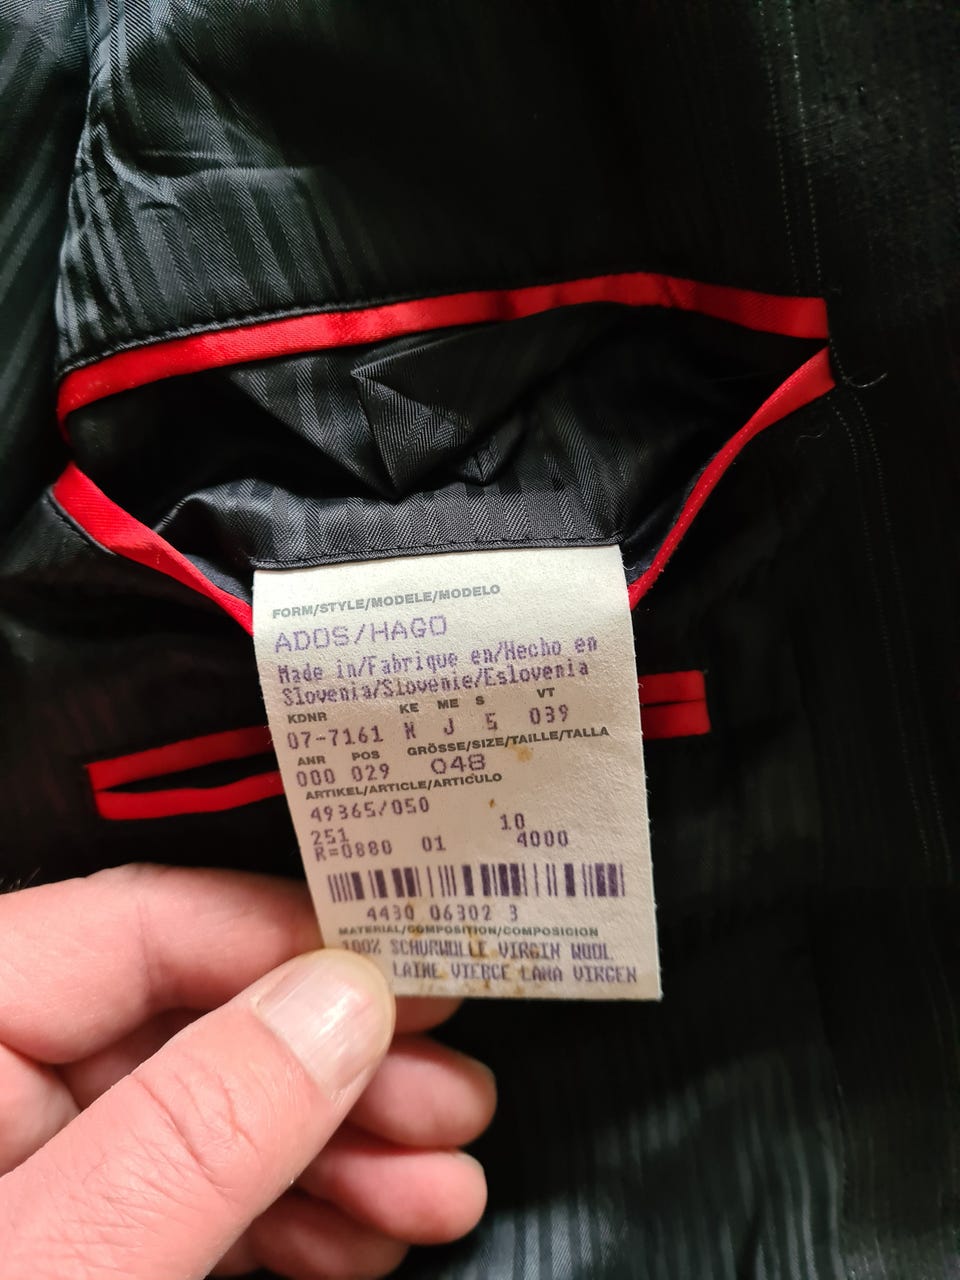 FORM/STYLE/MODELE/MODELO
ADOS/HAGO
Made in/Fabrique en/Hecho en
Slovenia/Slovenie/Eslovenia
KDNR KE ME S VT
07-7161 N J 5 039
ANR POS GRÖSSE/SIZE/TAILLE/TALLA
000 029 048
ARTIKEL/ARTICLE/ARTICULO
49365/050
251 10
R=0880 01 4000
4430 06302 3
MATERIAL/COMPOSITION/COMPOSICION
100% SCHURWOLLE VIRGIN WOOL
LAINE VIERGE LANA VIRGEN